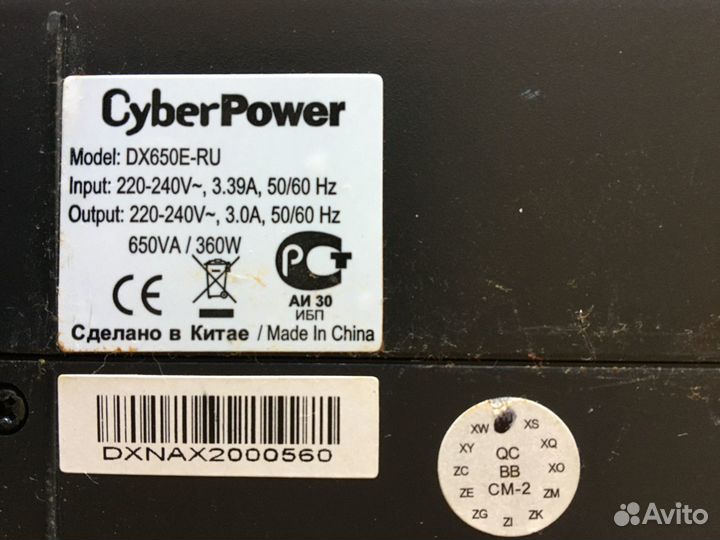 CyberPower
Model: DX650E-RU
Input: 220-240V~, 3.39A, 50/60 Hz
Output: 220-240V~, 3.0A, 50/60 Hz
650VA / 360W
РСТ
АИ 30
ИБП
Сделано в Китае / Made In China
DXNAX2000560
XW XS
XY QC XQ
ZC BB XO
ZE CM-2 ZM
ZG ZI ZK
Avito